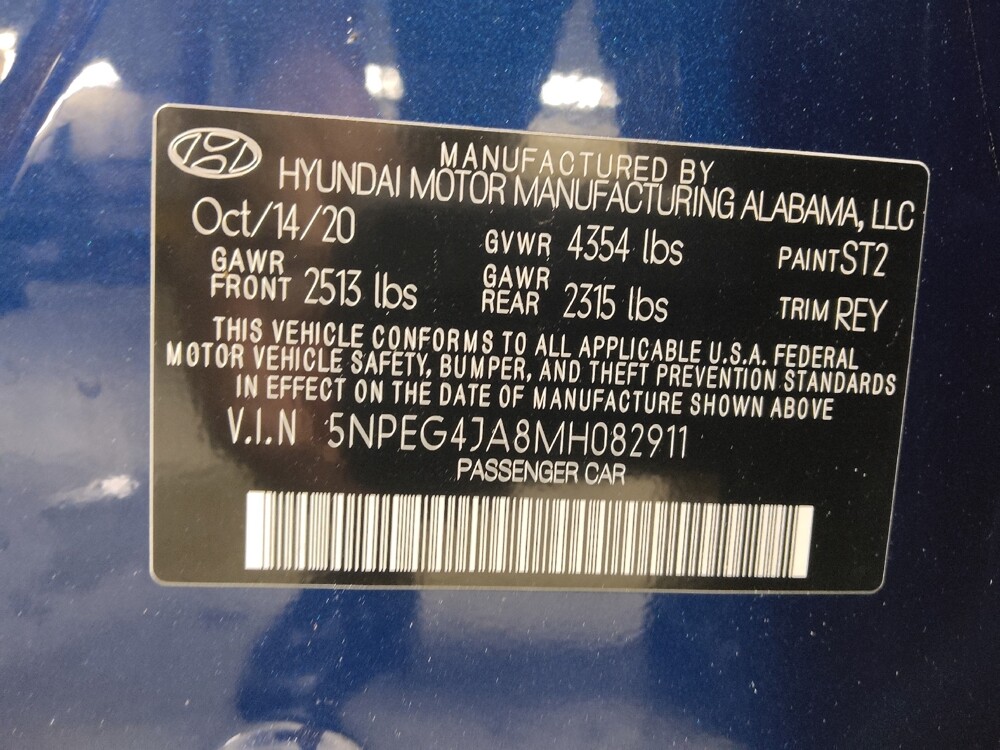 MANUFACTURED BY
HYUNDAI MOTOR MANUFACTURING ALABAMA, LLC
Oct/14/20 GVWR 4354 lbs PAINT ST2
GAWR FRONT 2513 lbs GAWR REAR 2315 lbs TRIM REY
THIS VEHICLE CONFORMS TO ALL APPLICABLE U.S.A. FEDERAL
MOTOR VEHICLE SAFETY, BUMPER, AND THEFT PREVENTION STANDARDS
IN EFFECT ON THE DATE OF MANUFACTURE SHOWN ABOVE
V.I.N 5NPEG4JA8MH082911
PASSENGER CAR